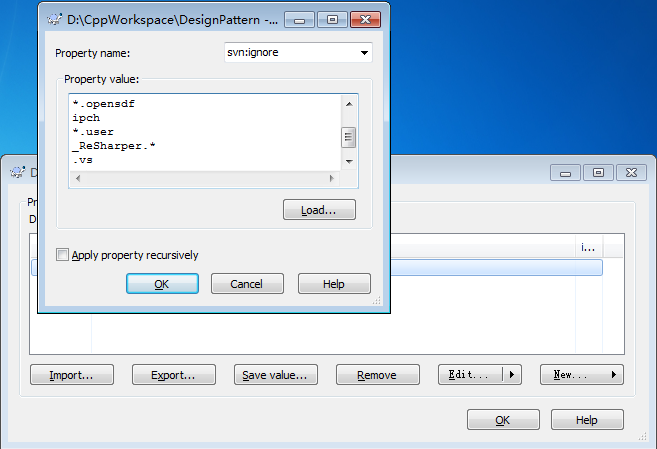 D:\CppWorkspace\DesignPattern -...
Property name:
svn:ignore
Property value:
*.opensdf
ipch
*.user
_ReSharper.*
.vs
Load...
Apply property recursively
OK
Cancel
Help
D
Pr
D
i...
Import...
Export...
Save value...
Remove
Edit...
New...
OK
Help